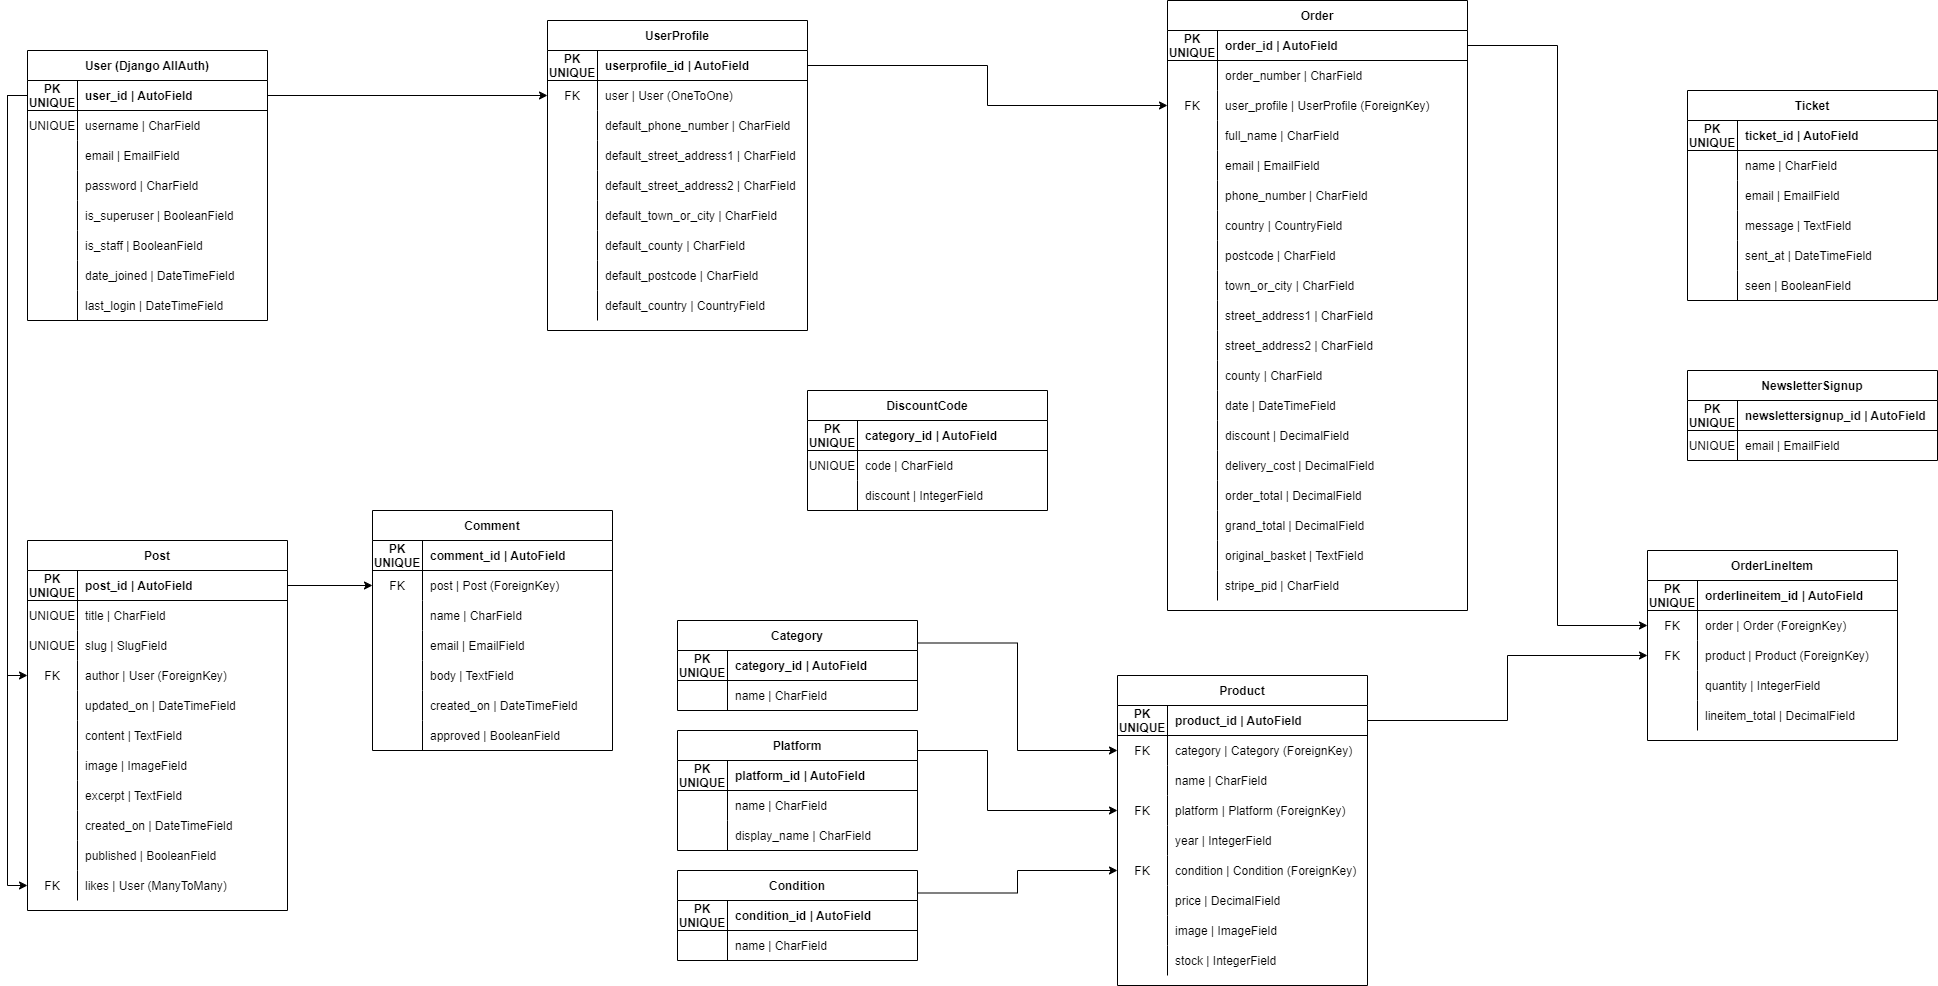 User (Django AllAuth)
PK
UNIQUE
user_id | AutoField
UNIQUE
username | CharField
email | EmailField
password | CharField
is_superuser | BooleanField
is_staff | BooleanField
date_joined | DateTimeField
last_login | DateTimeField
UserProfile
PK
UNIQUE
userprofile_id | AutoField
FK
user | User (OneToOne)
default_phone_number | CharField
default_street_address1 | CharField
default_street_address2 | CharField
default_town_or_city | CharField
default_county | CharField
default_postcode | CharField
default_country | CountryField
Order
PK
UNIQUE
order_id | AutoField
order_number | CharField
FK
user_profile | UserProfile (ForeignKey)
full_name | CharField
email | EmailField
phone_number | CharField
country | CountryField
postcode | CharField
town_or_city | CharField
street_address1 | CharField
street_address2 | CharField
county | CharField
date | DateTimeField
discount | DecimalField
delivery_cost | DecimalField
order_total | DecimalField
grand_total | DecimalField
original_basket | TextField
stripe_pid | CharField
Ticket
PK
UNIQUE
ticket_id | AutoField
name | CharField
email | EmailField
message | TextField
sent_at | DateTimeField
seen | BooleanField
NewsletterSignup
PK
UNIQUE
newslettersignup_id | AutoField
UNIQUE
email | EmailField
DiscountCode
PK
UNIQUE
category_id | AutoField
UNIQUE
code | CharField
discount | IntegerField
Post
PK
UNIQUE
post_id | AutoField
UNIQUE
title | CharField
UNIQUE
slug | SlugField
FK
author | User (ForeignKey)
updated_on | DateTimeField
content | TextField
image | ImageField
excerpt | TextField
created_on | DateTimeField
published | BooleanField
FK
likes | User (ManyToMany)
Comment
PK
UNIQUE
comment_id | AutoField
FK
post | Post (ForeignKey)
name | CharField
email | EmailField
body | TextField
created_on | DateTimeField
approved | BooleanField
Category
PK
UNIQUE
category_id | AutoField
name | CharField
Platform
PK
UNIQUE
platform_id | AutoField
name | CharField
display_name | CharField
Condition
PK
UNIQUE
condition_id | AutoField
name | CharField
Product
PK
UNIQUE
product_id | AutoField
FK
category | Category (ForeignKey)
name | CharField
FK
platform | Platform (ForeignKey)
year | IntegerField
FK
condition | Condition (ForeignKey)
price | DecimalField
image | ImageField
stock | IntegerField
OrderLineItem
PK
UNIQUE
orderlineitem_id | AutoField
FK
order | Order (ForeignKey)
FK
product | Product (ForeignKey)
quantity | IntegerField
lineitem_total | DecimalField